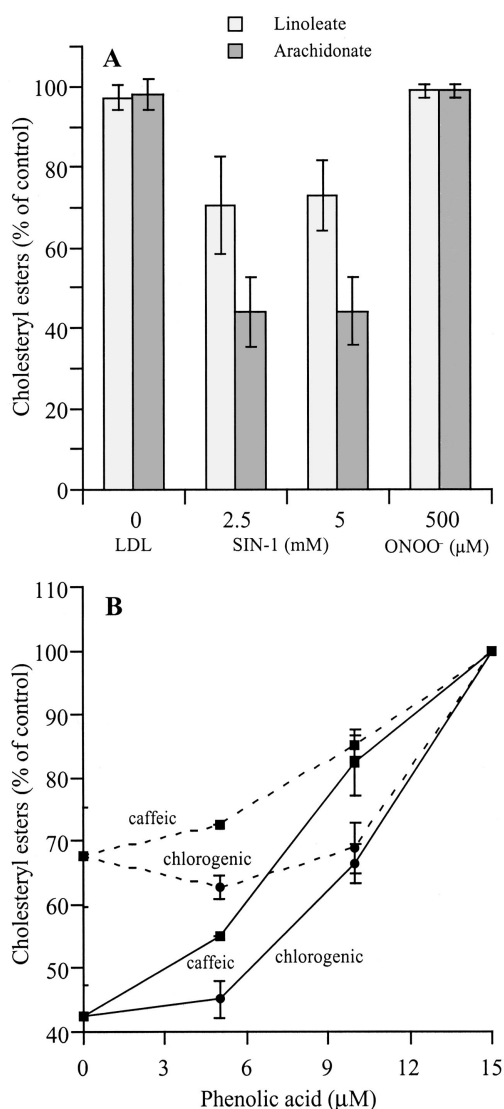 Linoleate
Arachidonate
A
Cholesteryl esters (% of control)
100
80
60
40
20
0
0
2.5
5
500
LDL
SIN-1 (mM)
ONOO⁻ (μM)
B
Cholesteryl esters (% of control)
110
100
90
80
70
60
50
40
caffeic
chlorogenic
caffeic
chlorogenic
0
3
6
9
12
15
Phenolic acid (μM)